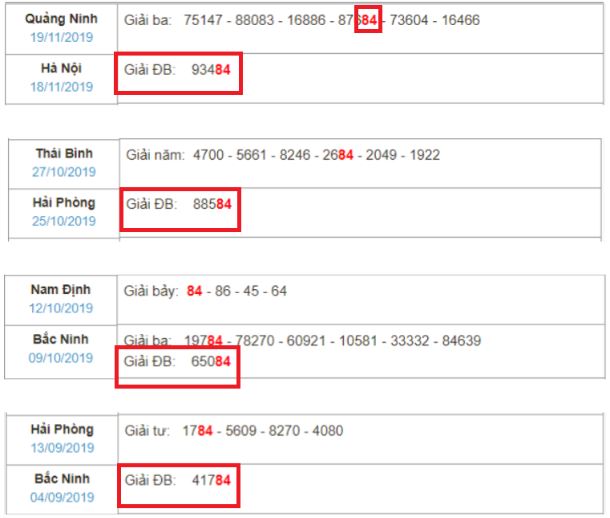 Quảng Ninh
19/11/2019
Giải ba: 75147 - 88083 - 16886 - 87684 - 73604 - 16466
Hà Nội
18/11/2019
Giải ĐB: 93484
Thái Bình
27/10/2019
Giải năm: 4700 - 5661 - 8246 - 2684 - 2049 - 1922
Hải Phòng
25/10/2019
Giải ĐB: 88584
Nam Định
12/10/2019
Giải bảy: 84 - 86 - 45 - 64
Bắc Ninh
09/10/2019
Giải ba: 19784 - 78270 - 60921 - 10581 - 33332 - 84639
Giải ĐB: 65084
Hải Phòng
13/09/2019
Giải tư: 1784 - 5609 - 8270 - 4080
Bắc Ninh
04/09/2019
Giải ĐB: 41784